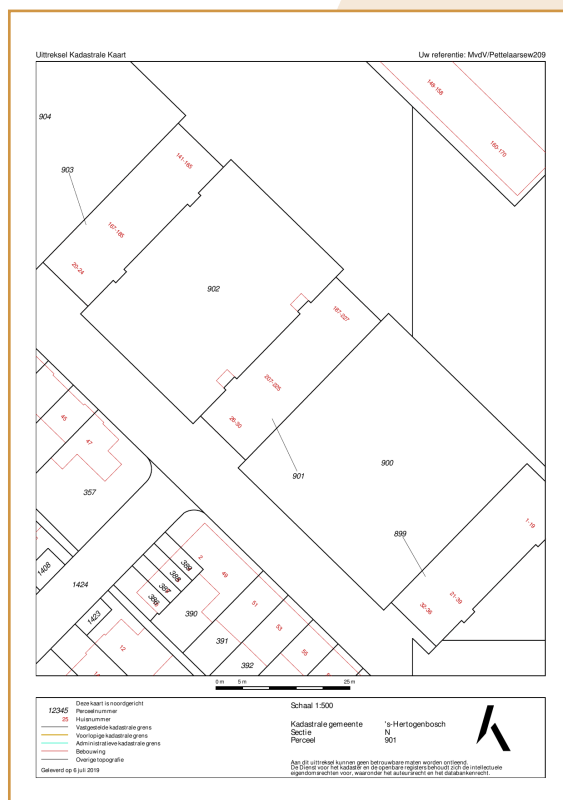 Uittreksel Kadastrale Kaart
Uw referentie: MvdV/Pettelaarsew209
904
148-158
160-170
903
141-165
167-185
20-24
902
187-227
207-225
26-30
45
47
901
900
357
1-19
899
21-39
32-36
1408
1424
2
389
388
387
386
49
390
51
53
55
391
392
1423
12
0 m 5 m 25 m
Deze kaart is noordgericht
12345 Perceelnummer
25 Huisnummer
Vastgestelde kadastrale grens
Voorlopige kadastrale grens
Administratieve kadastrale grens
Bebouwing
Overige topografie
Geleverd op 6 juli 2019
Schaal 1:500
Kadastrale gemeente 's-Hertogenbosch
Sectie N
Perceel 901
Aan dit uittreksel kunnen geen betrouwbare maten worden ontleend.
De Dienst voor het kadaster en de openbare registers behoudt zich de intellectuele
eigendomsrechten voor, waaronder het auteursrecht en het databankenrecht.